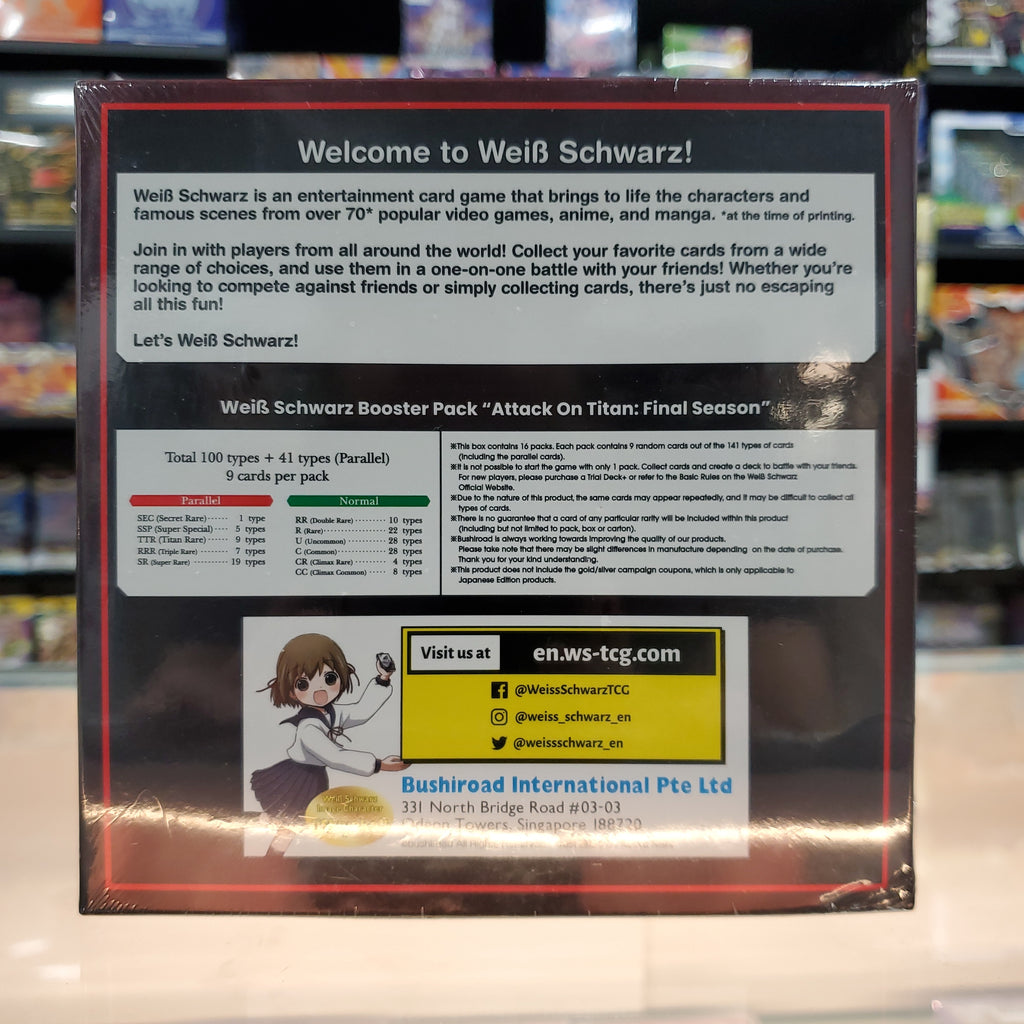 Welcome to Weiß Schwarz!
Weiß Schwarz is an entertainment card game that brings to life the characters and
famous scenes from over 70* popular video games, anime, and manga. *at the time of printing.
Join in with players from all around the world! Collect your favorite cards from a wide
range of choices, and use them in a one-on-one battle with your friends! Whether you're
looking to compete against friends or simply collecting cards, there's just no escaping
all this fun!
Let's Weiß Schwarz!
Weiß Schwarz Booster Pack "Attack On Titan: Final Season"
Total 100 types + 41 types (Parallel)
9 cards per pack
Parallel
SEC (Secret Rare)····· 1 type
SSP (Super Special)···· 5 types
TTR (Titan Rare)······ 9 types
RRR (Triple Rare)······ 7 types
SR (Super Rare)······· 19 types
Normal
RR (Double Rare)········· 10 types
R (Rare)················ 22 types
U (Uncommon)·········· 28 types
C (Common)············ 28 types
CR (Climax Rare)········ 4 types
CC (Climax Common)····· 8 types
※This box contains 16 packs. Each pack contains 9 random cards out of the 141 types of cards
(including the parallel cards).
※It is not possible to start the game with only 1 pack. Collect cards and create a deck to battle with your friends.
For new players, please purchase a Trial Deck+ or refer to the Basic Rules on the Weiß Schwarz
Official Website.
※Due to the nature of this product, the same cards may appear repeatedly, and it may be difficult to collect all
types of cards.
※There is no guarantee that a card of any particular rarity will be included within this product
(including but not limited to pack, box or carton).
※Bushiroad is always working towards improving the quality of our products.
Please take note that there may be slight differences in manufacture depending on the date of purchase.
Thank you for your kind understanding.
※This product does not include the gold/silver campaign coupons, which is only applicable to
Japanese Edition products.
Visit us at en.ws-tcg.com
@WeissSchwarzTCG
@weiss_schwarz_en
@weissschwarz_en
Bushiroad International Pte Ltd
331 North Bridge Road #03-03
Odeon Towers, Singapore 188720
Weiß Schwarz
Image Character